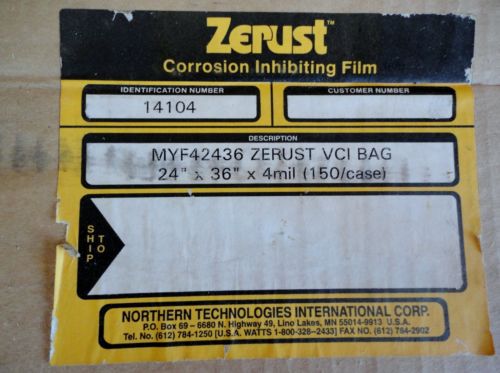 Zerust™
Corrosion Inhibiting Film
IDENTIFICATION NUMBER
14104
CUSTOMER NUMBER
DESCRIPTION
MYF42436 ZERUST VCI BAG
24" x 36" x 4mil (150/case)
SHIP TO
NORTHERN TECHNOLOGIES INTERNATIONAL CORP.
P.O. Box 69 – 6680 N. Highway 49, Lino Lakes, MN 55014-9913 U.S.A.
Tel. No. (612) 784-1250 [U.S.A. WATTS 1-800-328-2433] FAX NO. (612) 784-2902